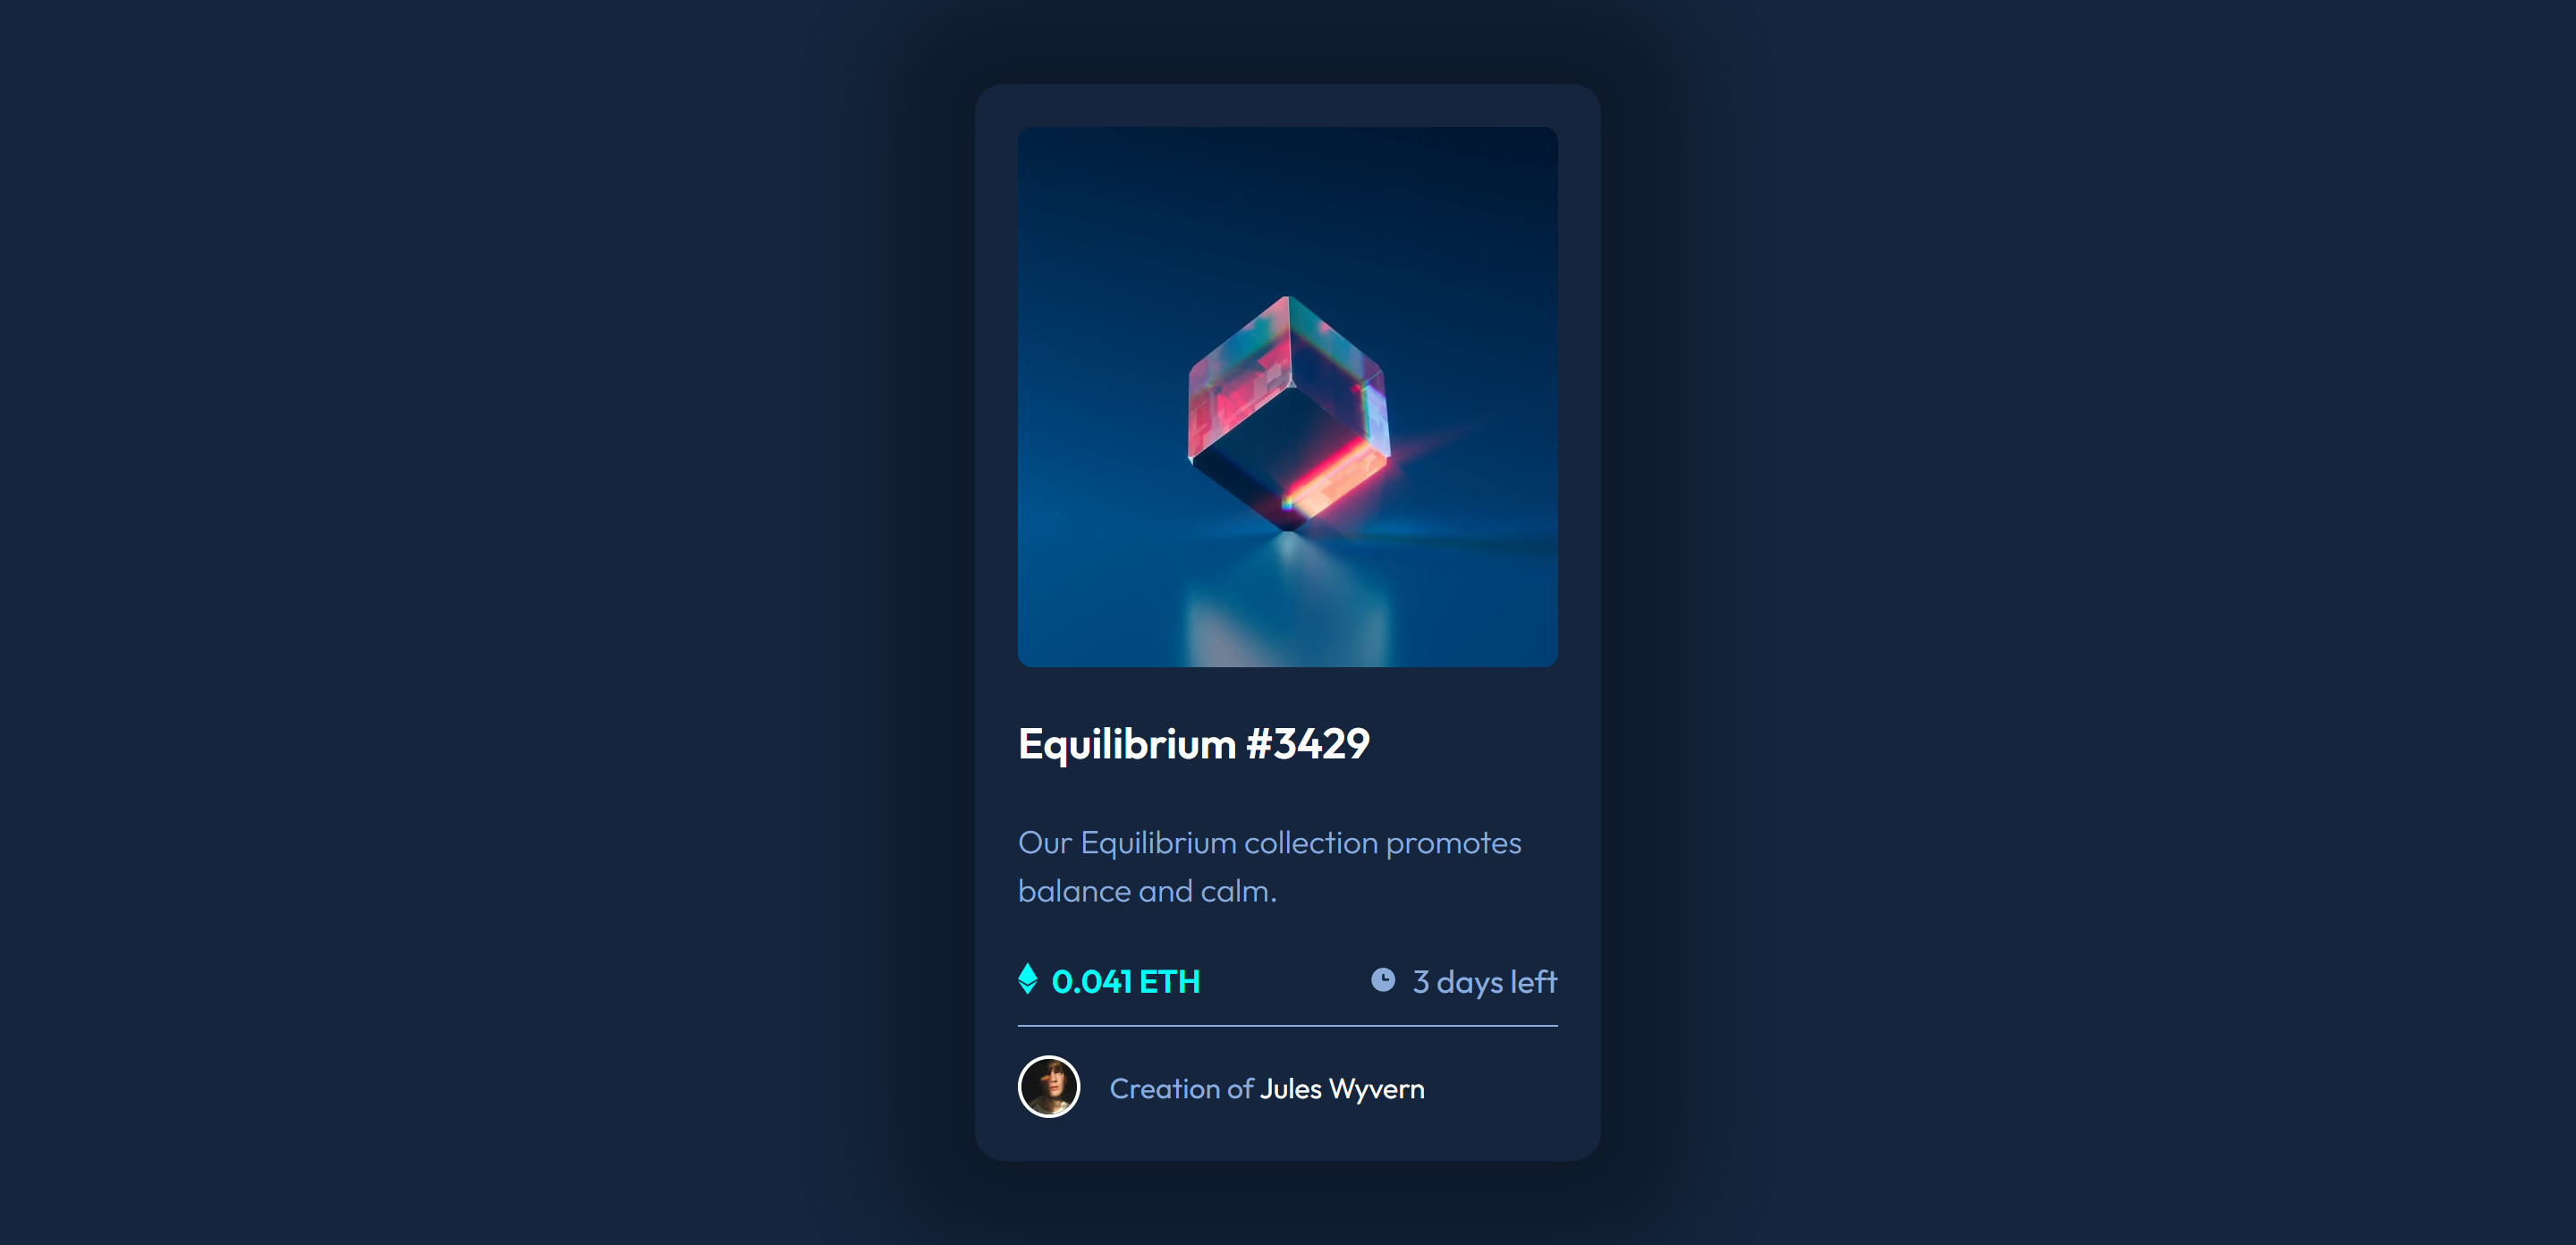 Equilibrium #3429
Our Equilibrium collection promotes
balance and calm.
0.041 ETH
3 days left
Creation of Jules Wyvern